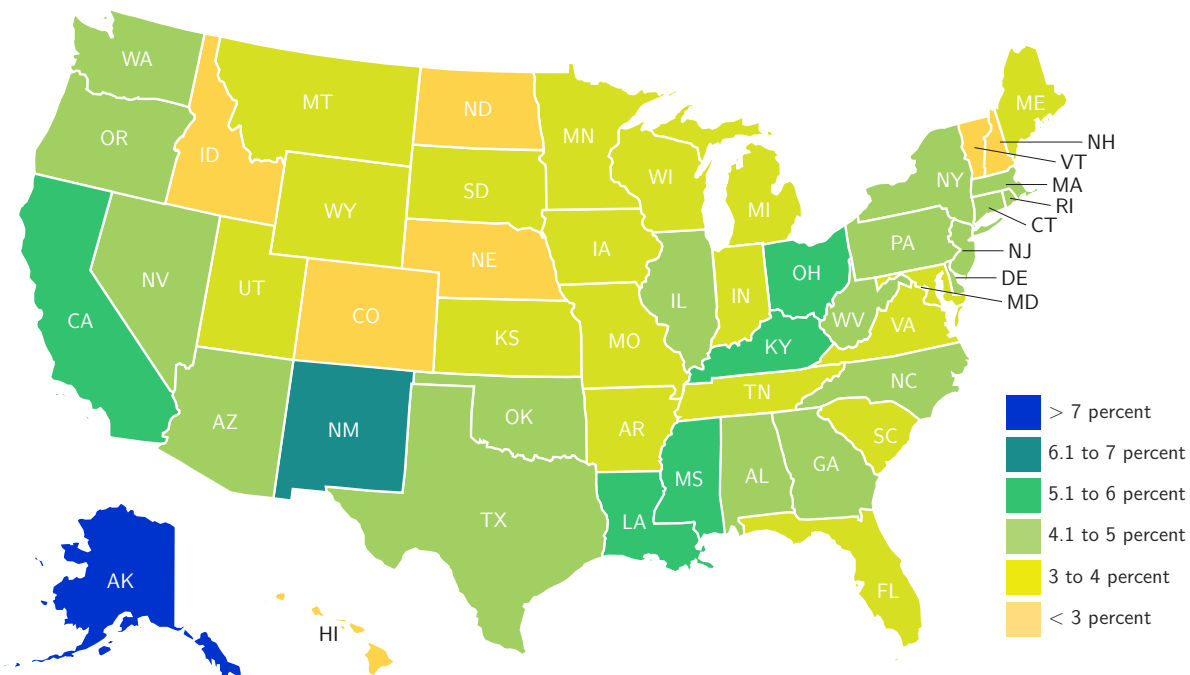 WA
ME
MT
ND
OR
MN
NH
ID
VT
WI
NY
MA
SD
RI
WY
MI
CT
PA
IA
NJ
NE
OH
NV
DE
UT
IN
IL
MD
CO
WV
CA
VA
KS
MO
KY
NC
TN
> 7 percent
OK
AZ
NM
AR
SC
6.1 to 7 percent
GA
AL
MS
5.1 to 6 percent
TX
LA
4.1 to 5 percent
AK
3 to 4 percent
FL
< 3 percent
HI